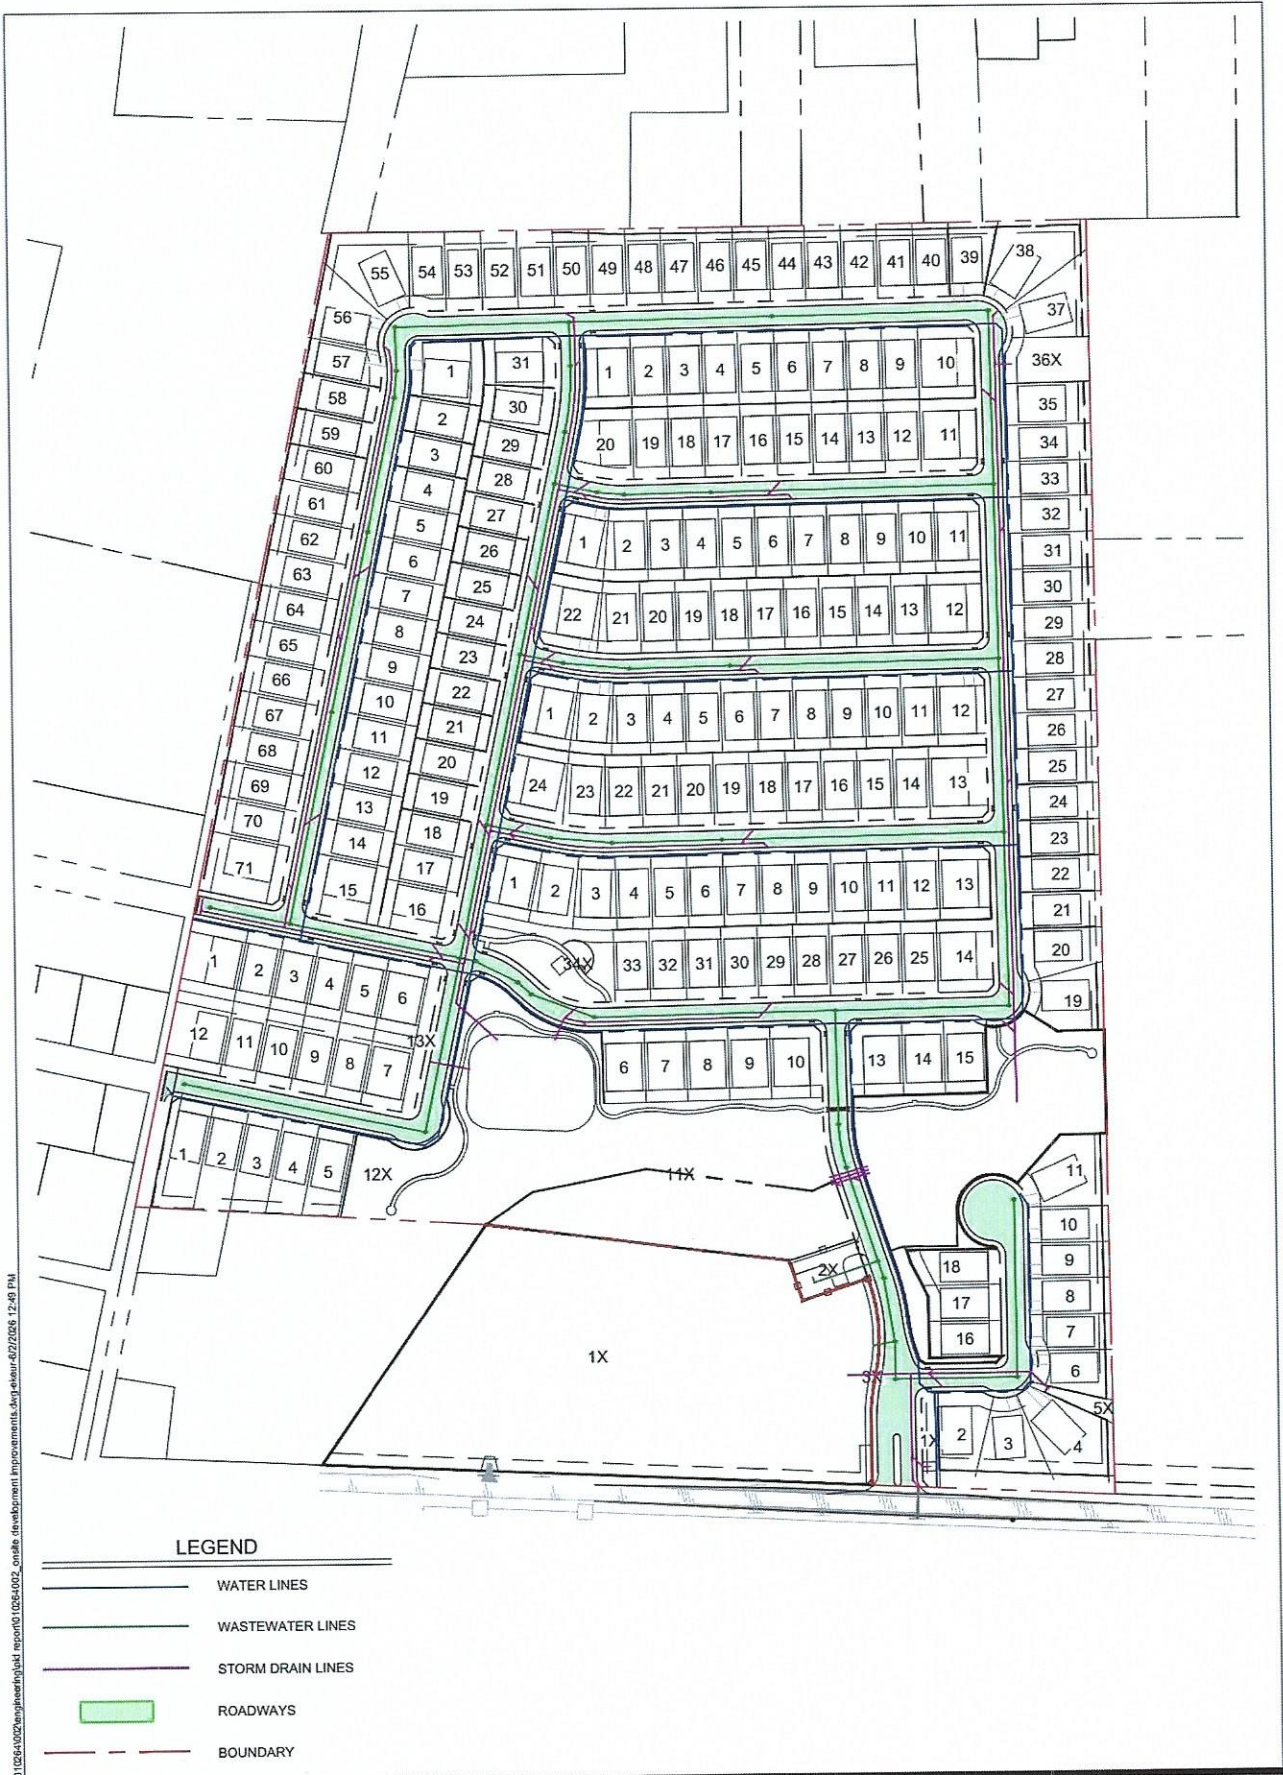 55 54 53 52 51 50 49 48 47 46 45 44 43 42 41 40 39 38
56 37
57 1 31 1 2 3 4 5 6 7 8 9 10 36X
58 2 30 35
59 3 29 20 19 18 17 16 15 14 13 12 11 34
60 4 28 33
61 5 27 32
62 6 26 1 2 3 4 5 6 7 8 9 10 11 31
63 7 25 30
64 8 24 22 21 20 19 18 17 16 15 14 13 12 29
65 9 23 28
66 10 22 27
67 11 21 1 2 3 4 5 6 7 8 9 10 11 12 26
68 12 20 25
69 13 19 24 23 22 21 20 19 18 17 16 15 14 13 24
70 14 18 23
71 15 17 1 2 3 4 5 6 7 8 9 10 11 12 13 22
16 21
1 2 3 4 5 6 34X 33 32 31 30 29 28 27 26 25 14 20
19
12 11 10 9 8 7 13X 6 7 8 9 10 13 14 15
1 2 3 4 5 12X 11X 11
10
18 9
2X 17 8
16 7
1X 3X 6
1X 2 3 4 5X
LEGEND
WATER LINES
WASTEWATER LINES
STORM DRAIN LINES
ROADWAYS
BOUNDARY